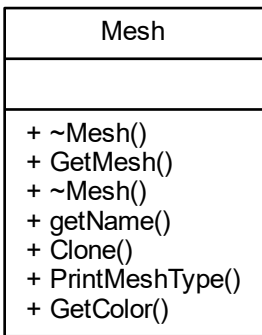 Mesh
+ ~Mesh()
+ GetMesh()
+ ~Mesh()
+ getName()
+ Clone()
+ PrintMeshType()
+ GetColor()